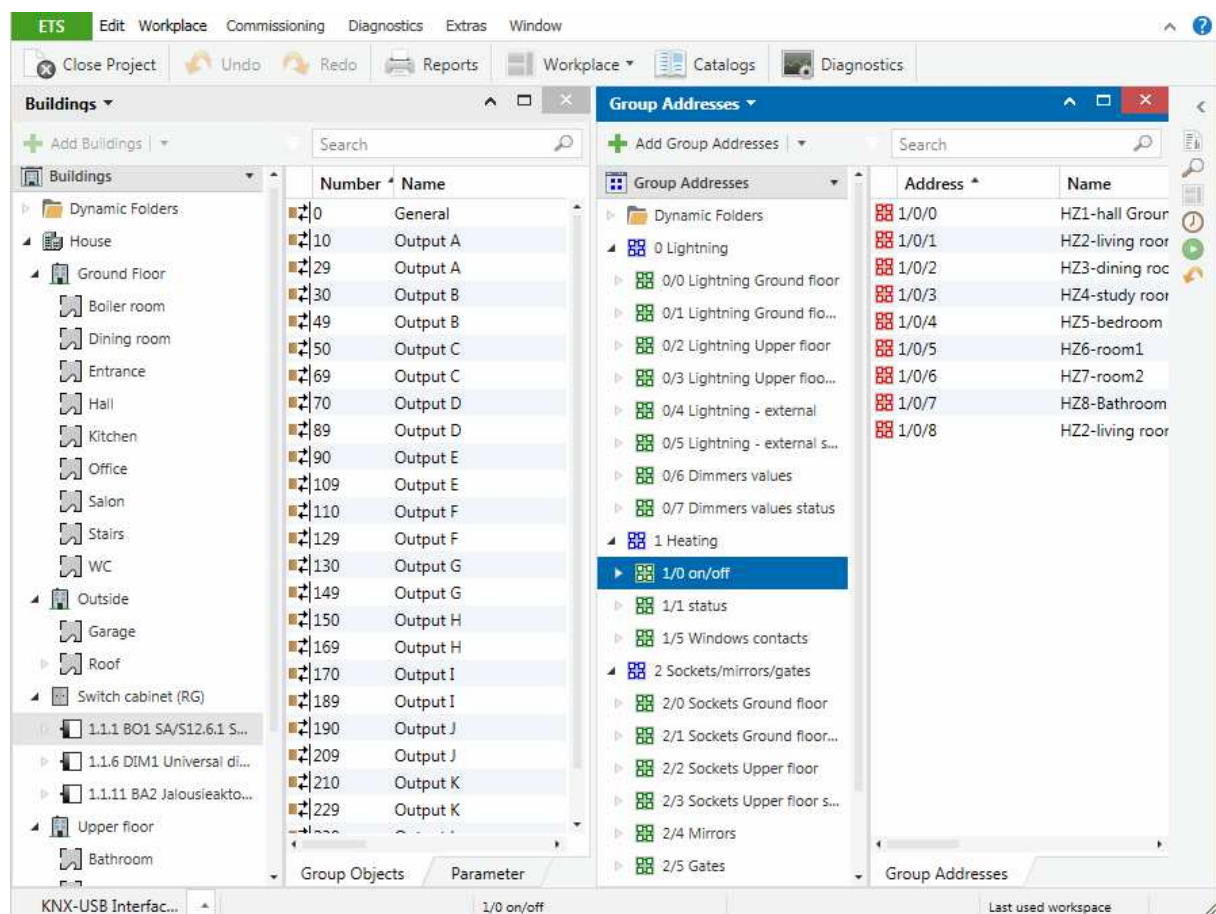 ETS Edit Workplace Commissioning Diagnostics Extras Window
Close Project Undo Redo Reports Workplace Catalogs Diagnostics
Buildings
Add Buildings
Search
Buildings
Dynamic Folders
House
Ground Floor
Boiler room
Dining room
Entrance
Hall
Kitchen
Office
Salon
Stairs
WC
Outside
Garage
Roof
Switch cabinet (RG)
1.1.1 BO1 SA/S12.6.1 S...
1.1.6 DIM1 Universal di...
1.1.11 BA2 Jalousieakto...
Upper floor
Bathroom
Number Name
0 General
10 Output A
29 Output A
30 Output B
49 Output B
50 Output C
69 Output C
70 Output D
89 Output D
90 Output E
109 Output E
110 Output F
129 Output F
130 Output G
149 Output G
150 Output H
169 Output H
170 Output I
189 Output I
190 Output J
209 Output J
210 Output K
229 Output K
Group Objects Parameter
Group Addresses
Add Group Addresses
Search
Group Addresses
Dynamic Folders
0 Lightning
0/0 Lightning Ground floor
0/1 Lightning Ground flo...
0/2 Lightning Upper floor
0/3 Lightning Upper floo...
0/4 Lightning - external
0/5 Lightning - external s...
0/6 Dimmers values
0/7 Dimmers values status
1 Heating
1/0 on/off
1/1 status
1/5 Windows contacts
2 Sockets/mirrors/gates
2/0 Sockets Ground floor
2/1 Sockets Ground floor...
2/2 Sockets Upper floor
2/3 Sockets Upper floor s...
2/4 Mirrors
2/5 Gates
Address Name
1/0/0 HZ1-hall Groun
1/0/1 HZ2-living roor
1/0/2 HZ3-dining roc
1/0/3 HZ4-study roor
1/0/4 HZ5-bedroom
1/0/5 HZ6-room1
1/0/6 HZ7-room2
1/0/7 HZ8-Bathroom
1/0/8 HZ2-living roor
Group Addresses
KNX-USB Interfac... 1/0 on/off Last used workspace